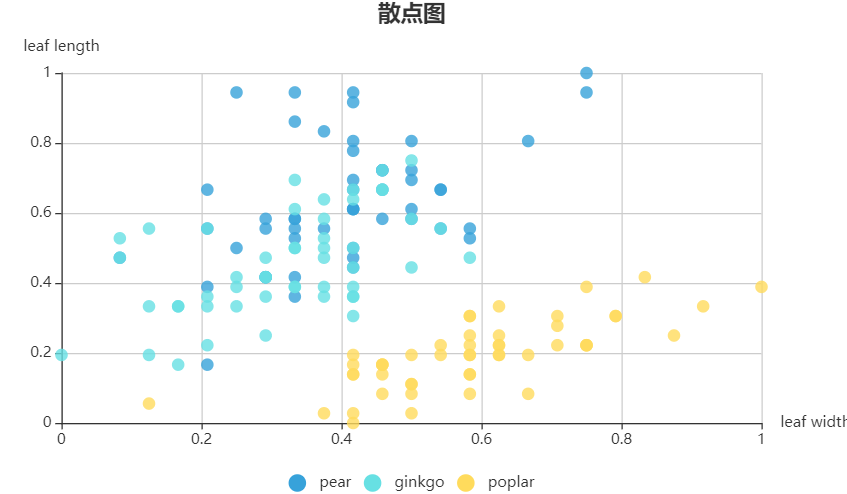 散点图
leaf length
1
0.8
0.6
0.4
0.2
0
0 0.2 0.4 0.6 0.8 1
leaf width
pear ginkgo poplar